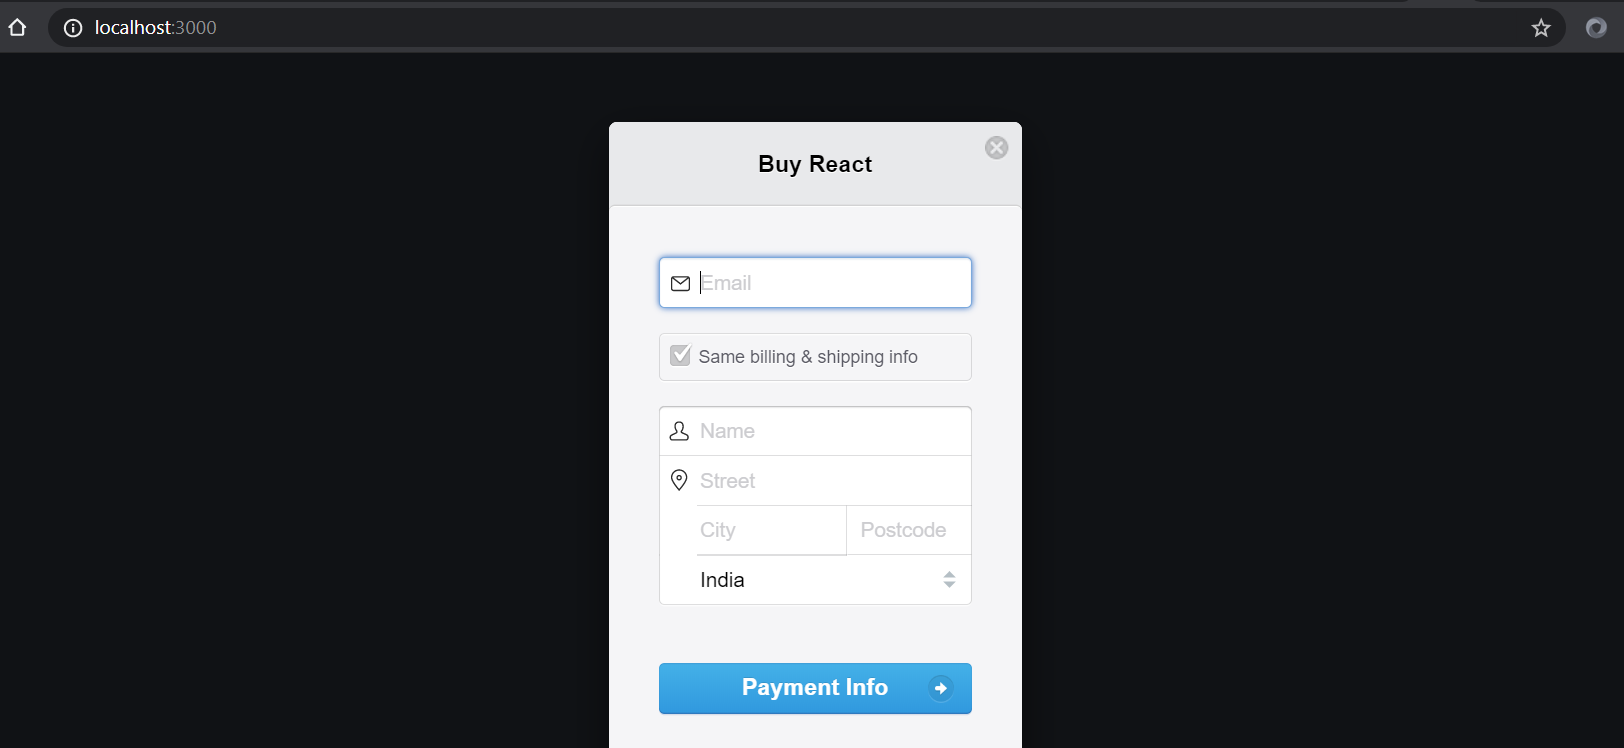 localhost:3000
Buy React
Email
Same billing & shipping info
Name
Street
City Postcode
India
Payment Info